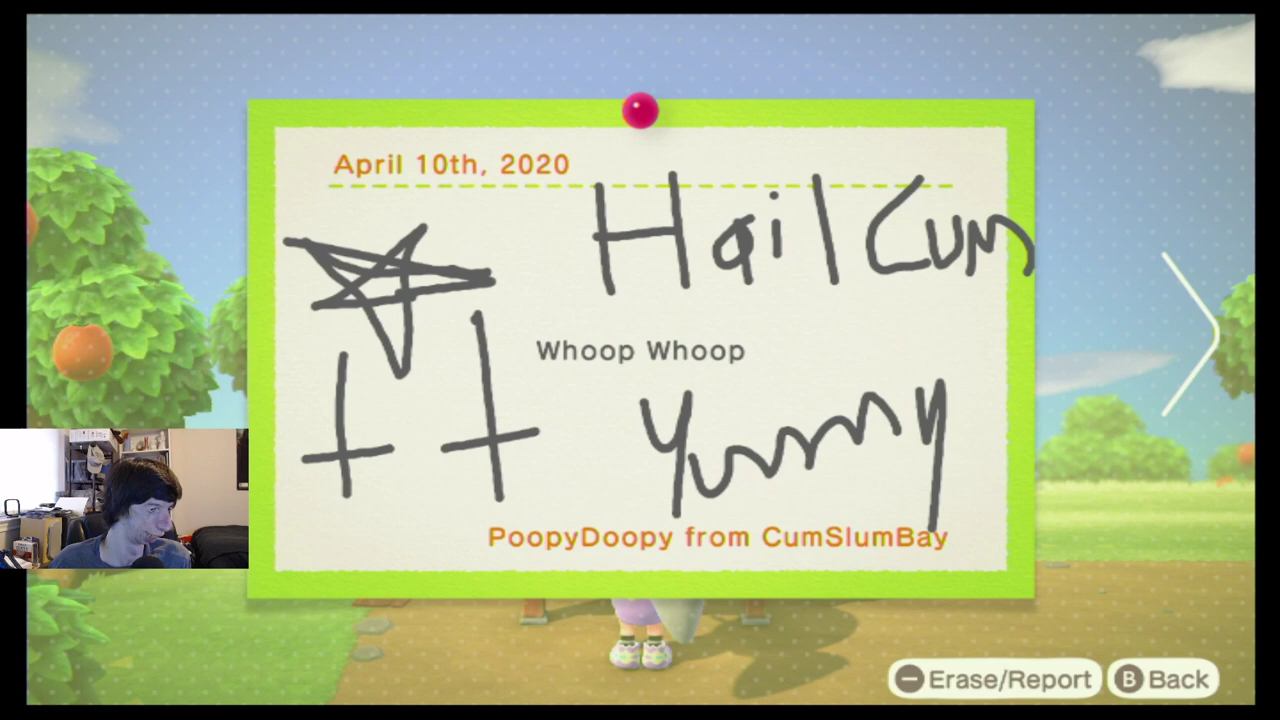 April 10th, 2020
Hail Cum
Whoop Whoop
Yummy
PoopyDoopy from CumSlumBay
Erase/Report
B Back